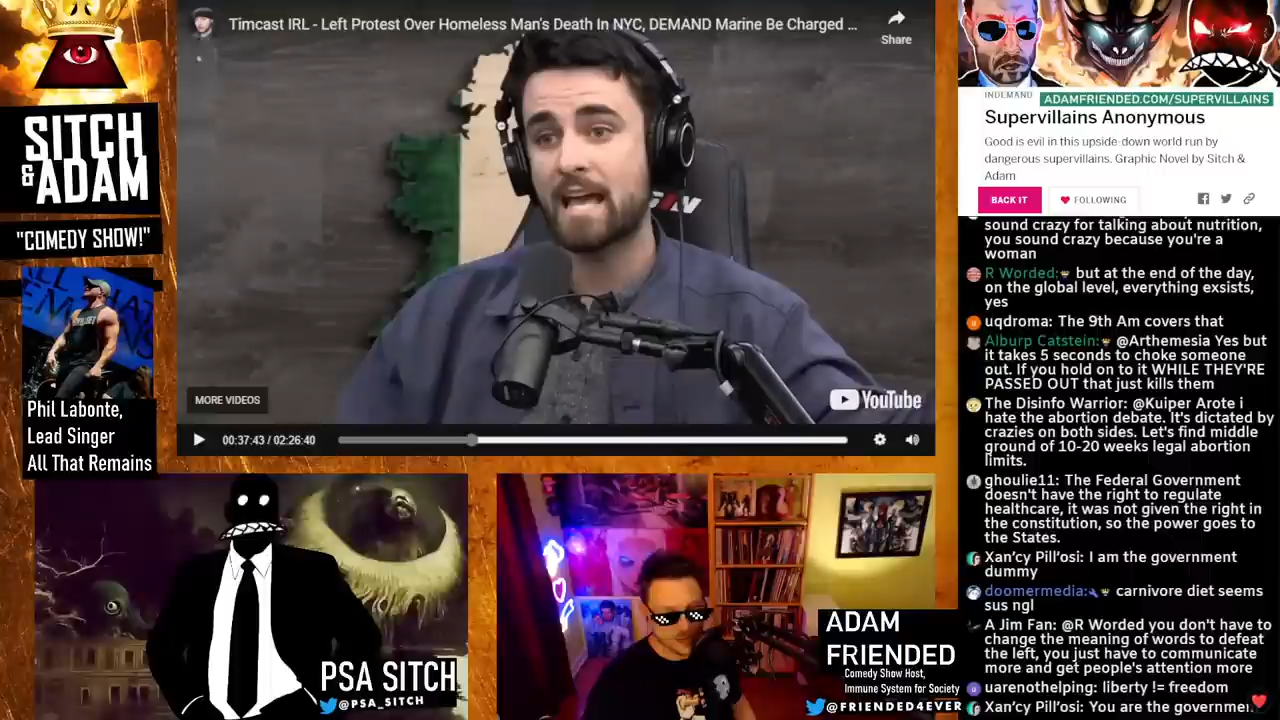 Timcast IRL - Left Protest Over Homeless Man's Death In NYC, DEMAND Marine Be Charged ...
Share
SITCH
& ADAM
"COMEDY SHOW!"
Phil Labonte,
Lead Singer
All That Remains
MORE VIDEOS
YouTube
00:37:43 / 02:26:40
PSA SITCH
@PSA_SITCH
ADAM
FRIENDED
Comedy Show Host,
Immune System for Society
@FRIENDED4EVER
INDEMAND
ADAMFRIENDED.COM/SUPERVILLAINS
Supervillains Anonymous
Good is evil in this upside-down world run by
dangerous supervillains. Graphic Novel by Sitch &
Adam
BACK IT
FOLLOWING
sound crazy for talking about nutrition,
you sound crazy because you're a
woman
R Worded: but at the end of the day,
on the global level, everything exsists,
yes
uqdroma: The 9th Am covers that
Alburp Catstein: @Arthemesia Yes but
it takes 5 seconds to choke someone
out. If you hold on to it WHILE THEY'RE
PASSED OUT that just kills them
The Disinfo Warrior: @Kuiper Arote i
hate the abortion debate. It's dictated by
crazies on both sides. Let's find middle
ground of 10-20 weeks legal abortion
limits.
ghoulie11: The Federal Government
doesn't have the right to regulate
healthcare, it was not given the right in
the constitution, so the power goes to
the States.
Xan'cy Pill'osi: I am the government
dummy
doomermedia: carnivore diet seems
sus ngl
A Jim Fan: @R Worded you don't have to
change the meaning of words to defeat
the left, you just have to communicate
more and get people's attention more
uarenothelping: liberty != freedom
Xan'cy Pill'osi: You are the governme